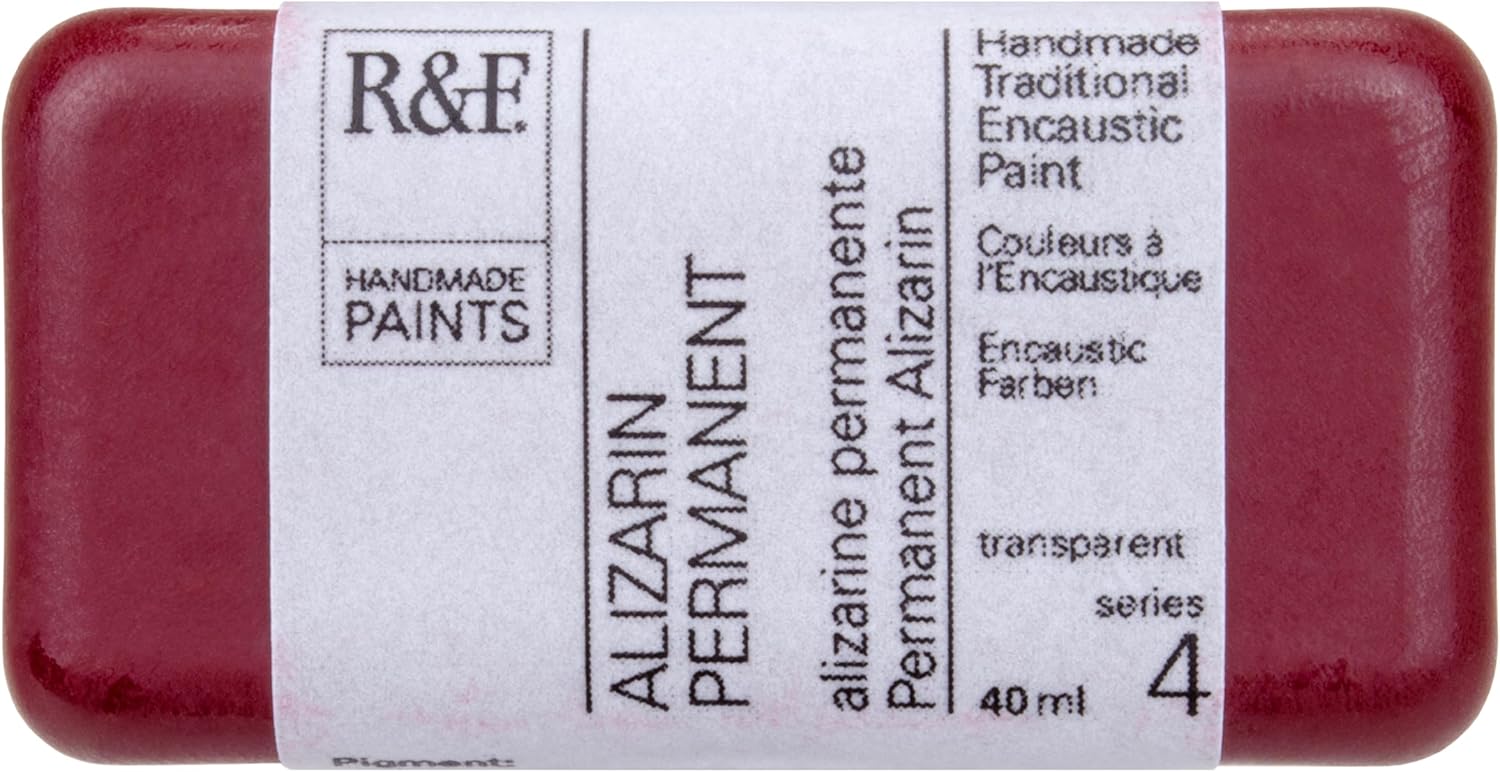 R&F.
HANDMADE
PAINTS
ALIZARIN
PERMANENT
alizarine permanente
Permanent Alizarin
Handmade
Traditional
Encaustic
Paint
Couleurs à
l'Encaustique
Encaustic
Farben
transparent
series
4
40 ml
Pigment: